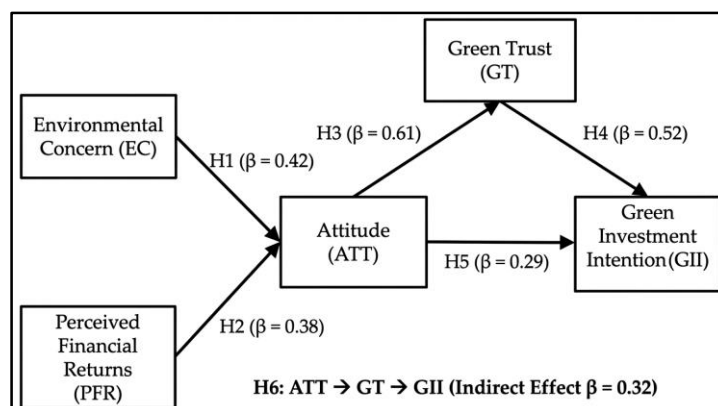 Green Trust
(GT)
Environmental
Concern (EC)
H1 (β = 0.42)
H3 (β = 0.61)
H4 (β = 0.52)
Attitude
(ATT)
Green
Investment
Intention(GII)
H5 (β = 0.29)
H2 (β = 0.38)
Perceived
Financial
Returns
(PFR)
H6: ATT → GT → GII (Indirect Effect β = 0.32)